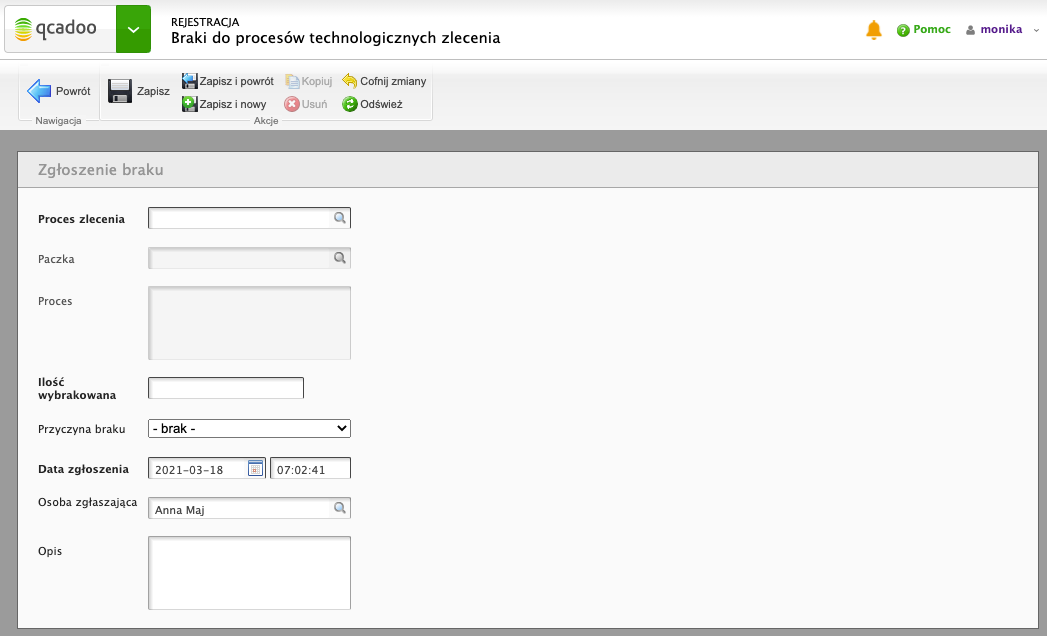 qcadoo
REJESTRACJA
Braki do procesów technologicznych zlecenia
Pomoc
monika
Powrót
Nawigacja
Zapisz
Zapisz i powrót
Kopiuj
Cofnij zmiany
Zapisz i nowy
Usuń
Odśwież
Akcje
Zgłoszenie braku
Proces zlecenia
Paczka
Proces
Ilość
wybrakowana
Przyczyna braku
- brak -
Data zgłoszenia
2021-03-18
07:02:41
Osoba zgłaszająca
Anna Maj
Opis